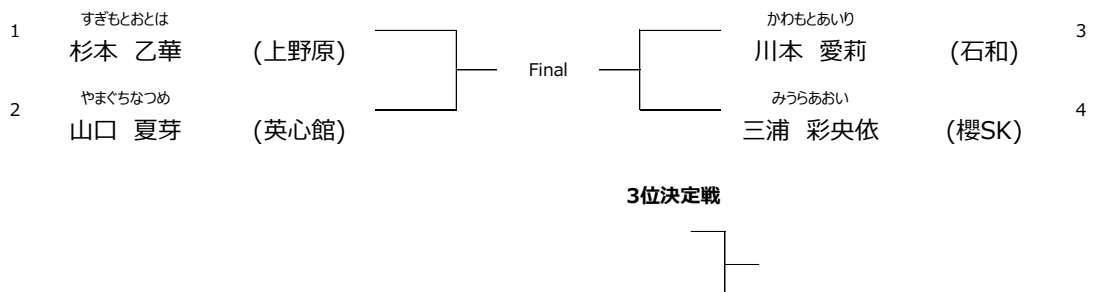 すぎもとおとは
1 杉本 乙華 (上野原)
やまぐちなつめ
2 山口 夏芽 (英心館)
Final
かわもとあいり
川本 愛莉 (石和) 3
みうらあおい
三浦 彩央依 (櫻SK) 4
3位決定戦